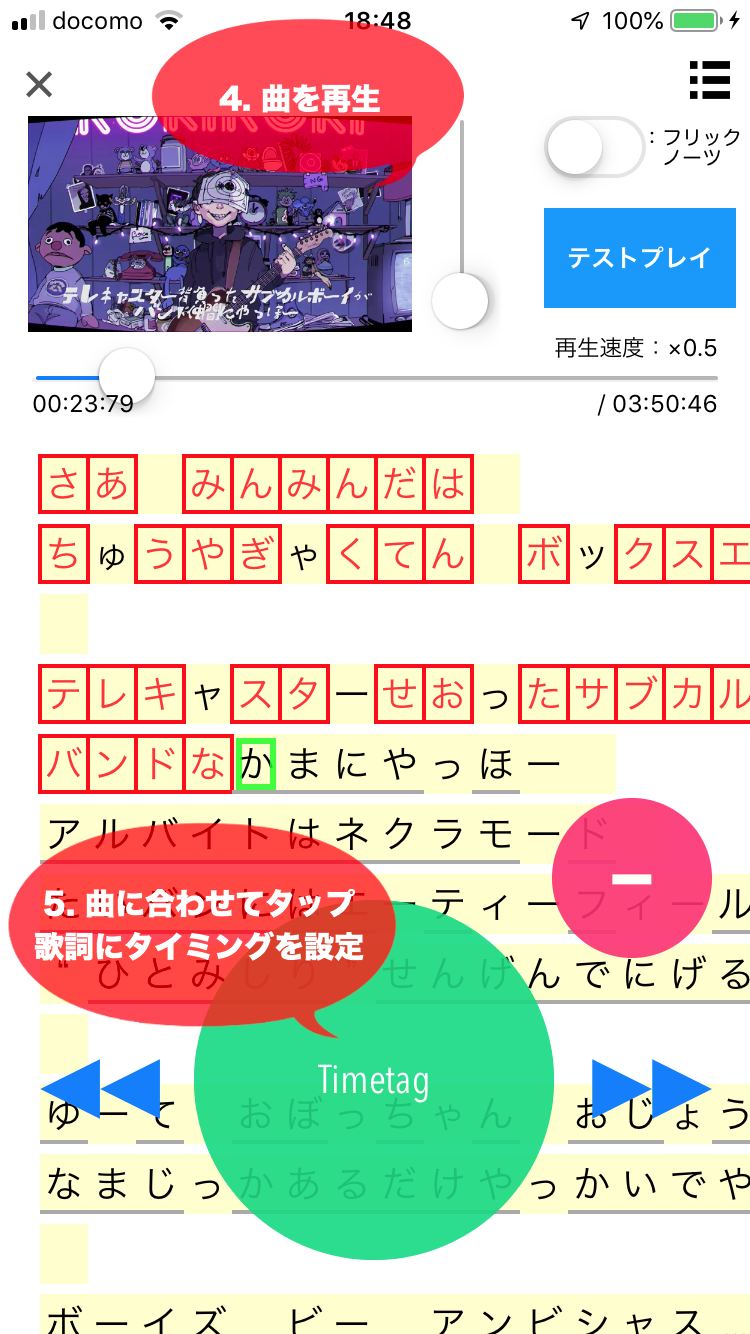 docomo
18:48
100%
4. 曲を再生
: フリック
ノーツ
テレキャスター背負ったサブカルボーイが
バンド仲間にやっほー
テストプレイ
再生速度：×0.5
00:23:79
/ 03:50:46
さあ　みんみんだは
ちゅうやぎゃくてん　ボックスエ
テレキャスターせおったサブカル
バンドなかまにやっほー
アルバイトはネクラモード
5. 曲に合わせてタップ
歌詞にタイミングを設定
バンにはエーティーフィール
ひとみしり　せんげんでにげる
Timetag
ゆーて　おぼっちゃん　おじょう
なまじっかあるだけやっかいでや
ボーイズ　ビー　アンビシャス